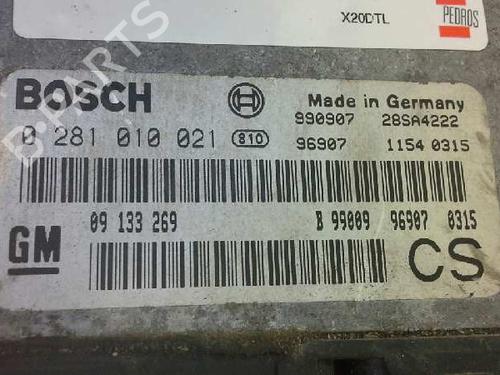 X20DTL
PEDROS
BOSCH
Made in Germany
990907 28SA4222
0 281 010 021 810
96907 1154 0315
09 133 269 B 99009 96907 0315
GM
CS
B-PARTS